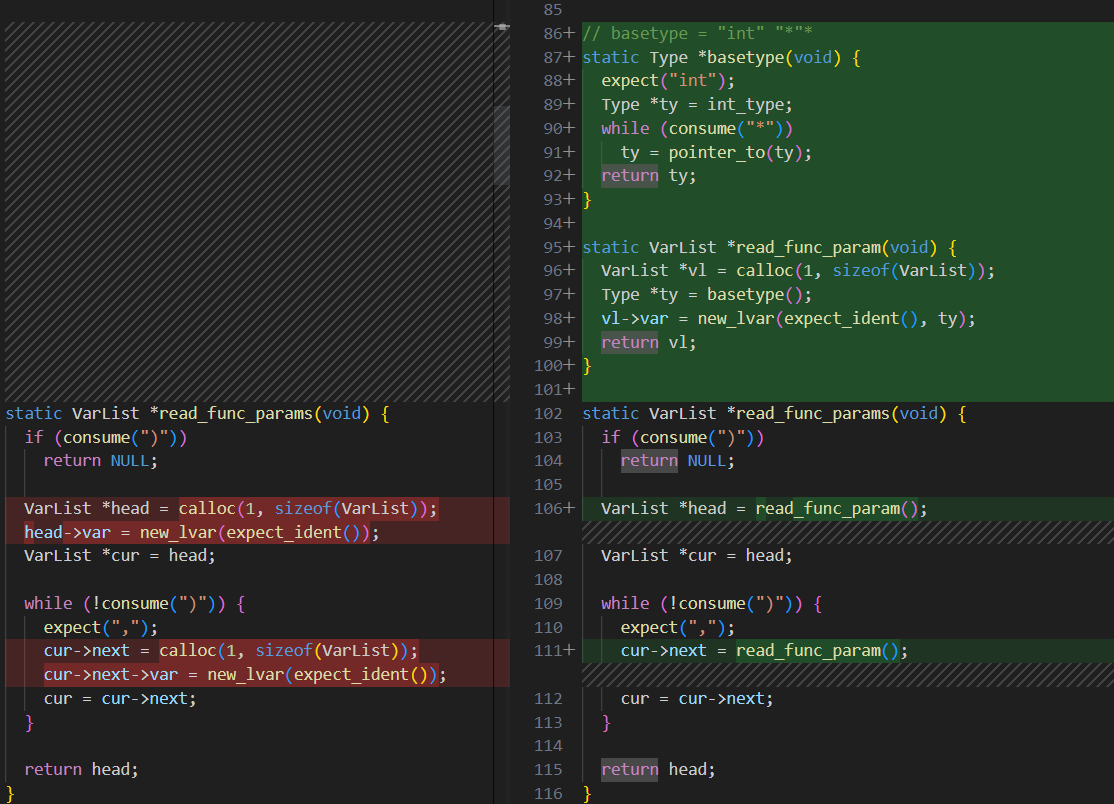 static VarList *read_func_params(void) {
  if (consume(")"))
    return NULL;

  VarList *head = calloc(1, sizeof(VarList));
  head->var = new_lvar(expect_ident());
  VarList *cur = head;

  while (!consume(")")) {
    expect(",");
    cur->next = calloc(1, sizeof(VarList));
    cur->next->var = new_lvar(expect_ident());
    cur = cur->next;
  }

  return head;
}
85
86+ // basetype = "int" "*"*
87+ static Type *basetype(void) {
88+   expect("int");
89+   Type *ty = int_type;
90+   while (consume("*"))
91+     ty = pointer_to(ty);
92+   return ty;
93+ }
94+
95+ static VarList *read_func_param(void) {
96+   VarList *vl = calloc(1, sizeof(VarList));
97+   Type *ty = basetype();
98+   vl->var = new_lvar(expect_ident(), ty);
99+   return vl;
100+ }
101+
102 static VarList *read_func_params(void) {
103   if (consume(")"))
104     return NULL;
105
106+   VarList *head = read_func_param();
107   VarList *cur = head;
108
109   while (!consume(")")) {
110     expect(",");
111+     cur->next = read_func_param();
112     cur = cur->next;
113   }
114
115   return head;
116 }